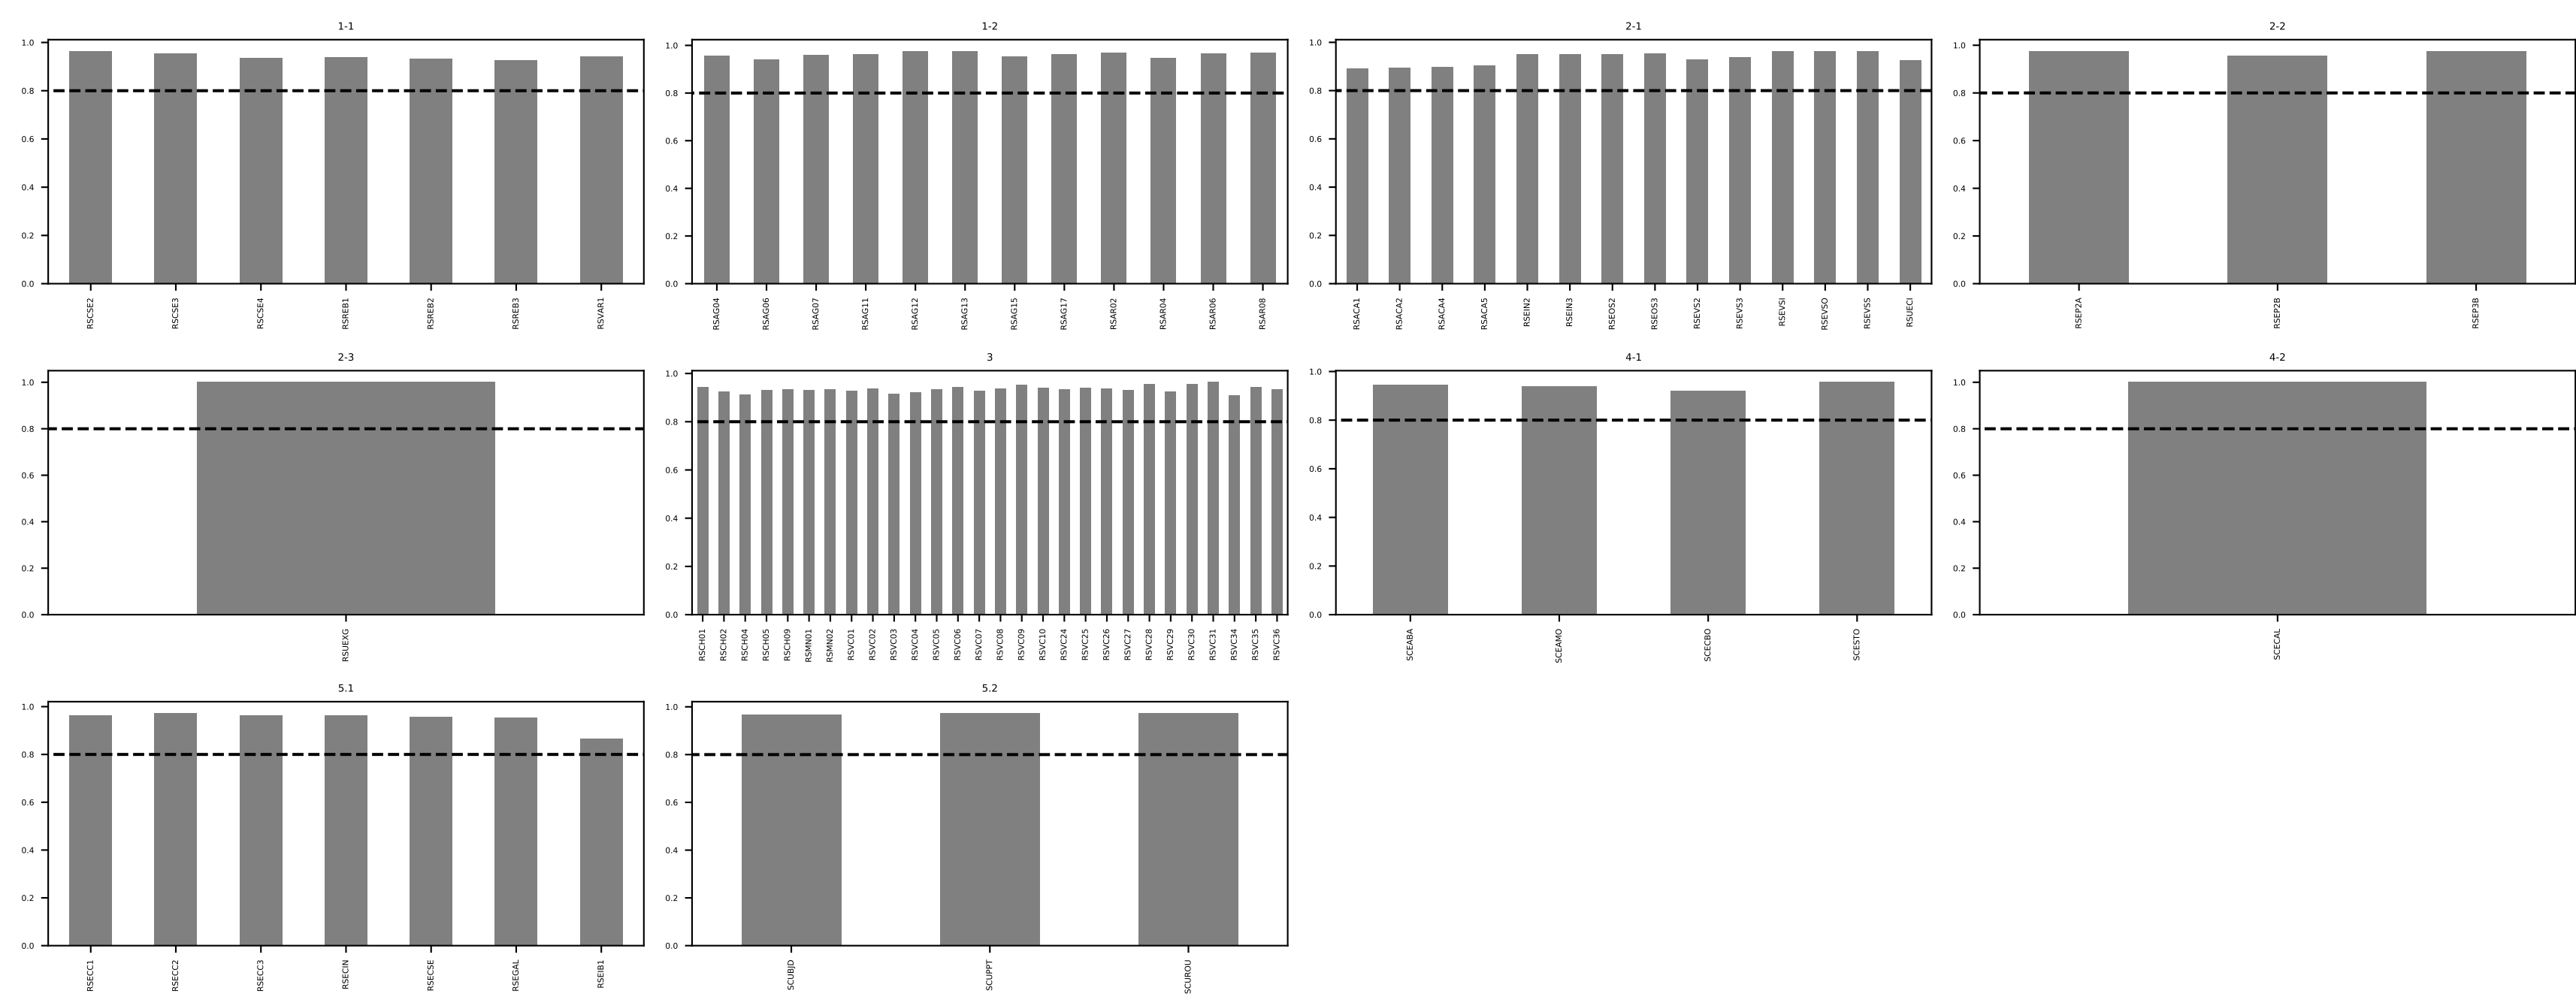 1-1
1.0
0.8
0.6
0.4
0.2
0.0
RSCSE2
RSCSE3
RSCSE4
RSREB1
RSREB2
RSREB3
RSVAR1
1-2
1.0
0.8
0.6
0.4
0.2
0.0
RSAG04
RSAG06
RSAG07
RSAG11
RSAG12
RSAG13
RSAG15
RSAG17
RSAR02
RSAR04
RSAR06
RSAR08
2-1
1.0
0.8
0.6
0.4
0.2
0.0
RSACA1
RSACA2
RSACA4
RSACA5
RSEIN2
RSEIN3
RSEOS2
RSEOS3
RSEVS2
RSEVS3
RSEVSI
RSEVSO
RSEVSS
RSUECI
2-2
1.0
0.8
0.6
0.4
0.2
0.0
RSEP2A
RSEP2B
RSEP3B
2-3
1.0
0.8
0.6
0.4
0.2
0.0
RSUEXG
3
1.0
0.8
0.6
0.4
0.2
0.0
RSCH01
RSCH02
RSCH04
RSCH05
RSCH09
RSMN01
RSMN02
RSVC01
RSVC02
RSVC03
RSVC04
RSVC05
RSVC06
RSVC07
RSVC08
RSVC09
RSVC10
RSVC24
RSVC25
RSVC26
RSVC27
RSVC28
RSVC29
RSVC30
RSVC31
RSVC34
RSVC35
RSVC36
4-1
1.0
0.8
0.6
0.4
0.2
0.0
SCEABA
SCEAMO
SCECBO
SCESTO
4-2
1.0
0.8
0.6
0.4
0.2
0.0
SCECAL
5.1
1.0
0.8
0.6
0.4
0.2
0.0
RSECC1
RSECC2
RSECC3
RSECIN
RSECSE
RSEGAL
RSEIB1
5.2
1.0
0.8
0.6
0.4
0.2
0.0
SCUBJD
SCUPPT
SCUROU